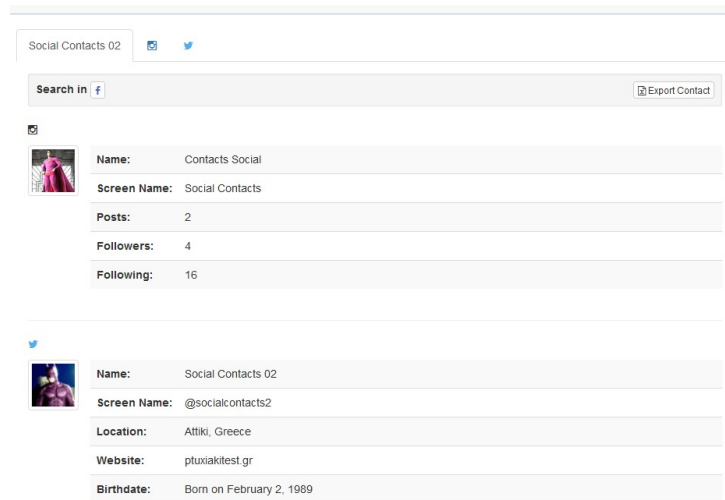 Social Contacts 02
Search in f Export Contact
Name: Contacts Social
Screen Name: Social Contacts
Posts: 2
Followers: 4
Following: 16
Name: Social Contacts 02
Screen Name: @socialcontacts2
Location: Attiki, Greece
Website: ptuxiakitest.gr
Birthdate: Born on February 2, 1989